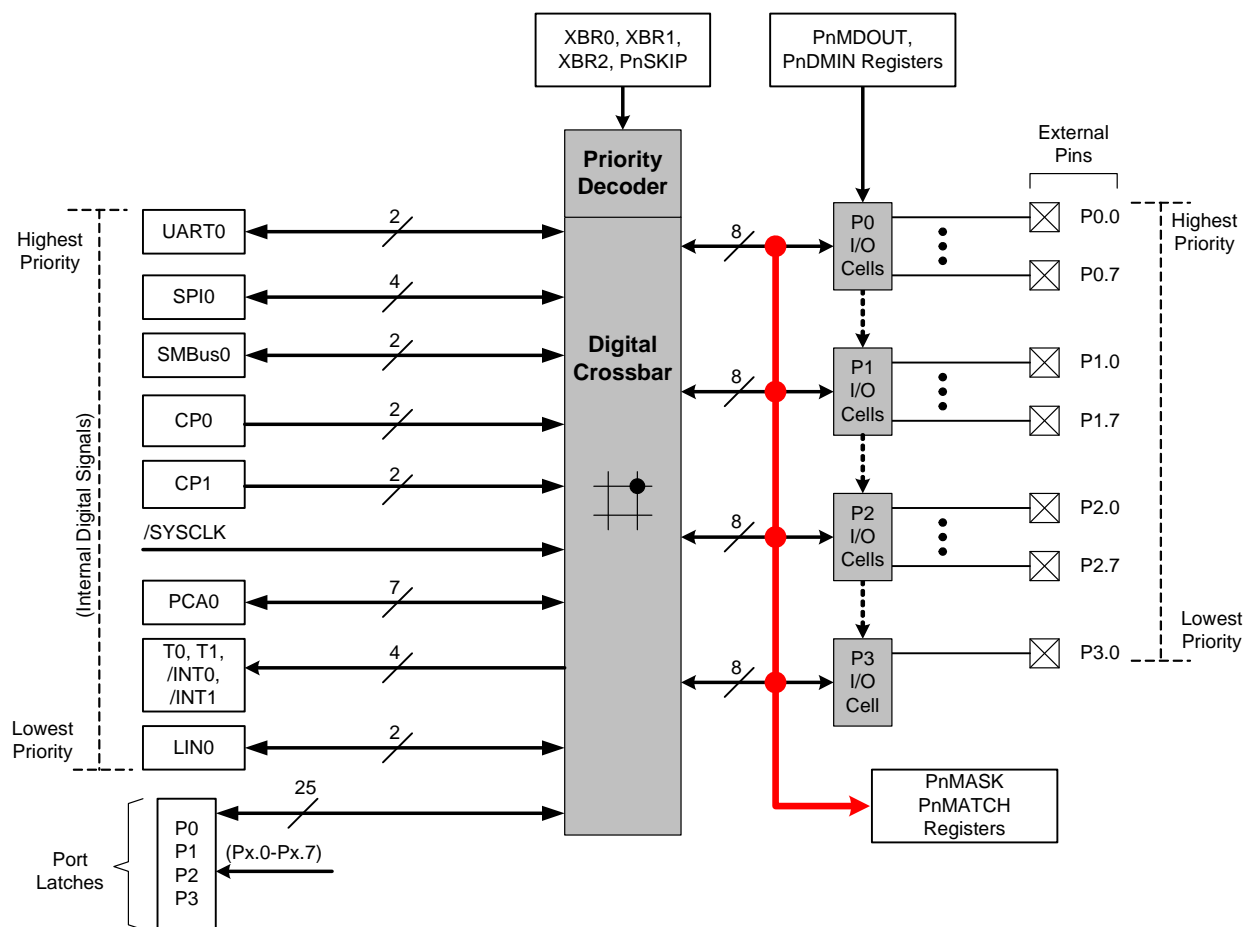 XBR0, XBR1,
XBR2, PnSKIP
PnMDOUT,
PnDMIN Registers
External
Pins
Priority
Decoder
Digital
Crossbar
Highest
Priority
(Internal Digital Signals)
Lowest
Priority
UART0
2
SPI0
4
SMBus0
2
CP0
2
CP1
2
/SYSCLK
PCA0
7
T0, T1,
/INT0,
/INT1
4
LIN0
2
Port
Latches
P0
P1
P2
P3
25
(Px.0-Px.7)
8
P0
I/O
Cells
P0.0
P0.7
8
P1
I/O
Cells
P1.0
P1.7
8
P2
I/O
Cells
P2.0
P2.7
8
P3
I/O
Cell
P3.0
Highest
Priority
Lowest
Priority
PnMASK
PnMATCH
Registers